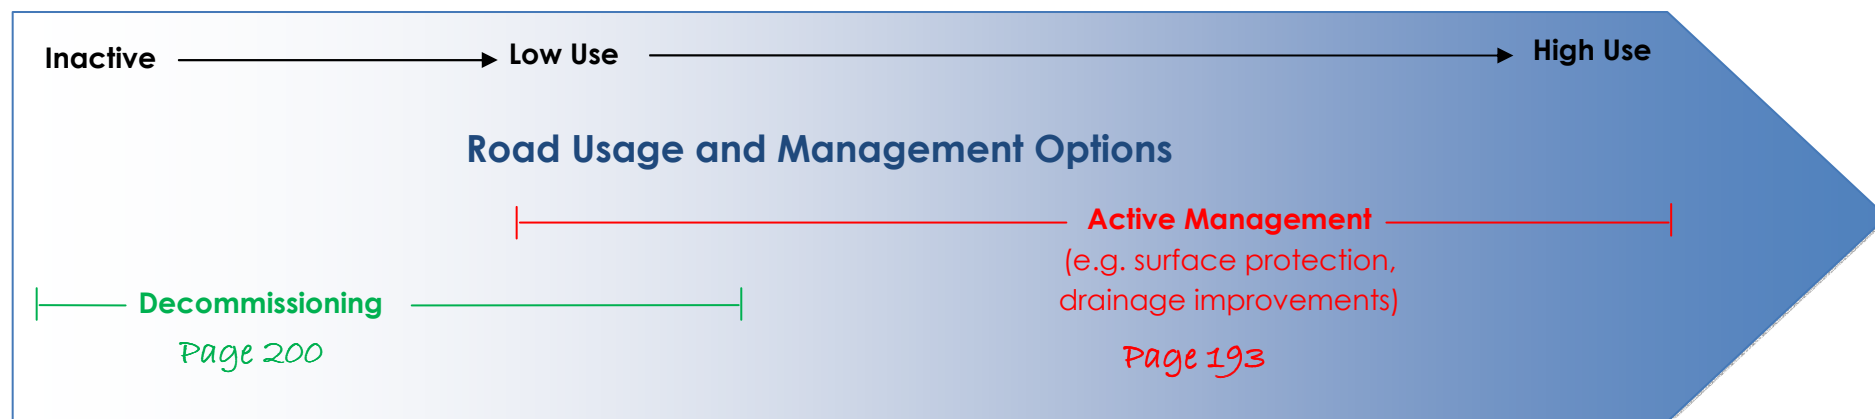 Inactive Low Use High Use
Road Usage and Management Options
Active Management
(e.g. surface protection,
drainage improvements)
Decommissioning
Page 200
Page 193